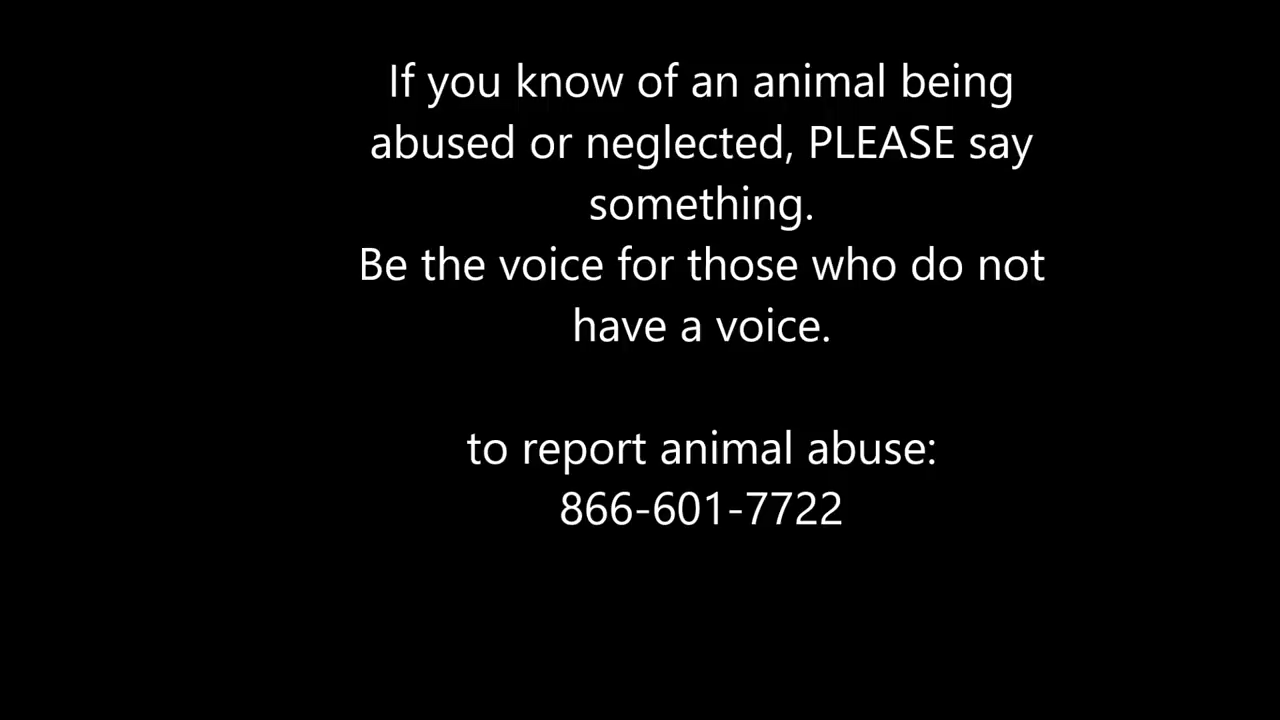 If you know of an animal being
abused or neglected, PLEASE say
something.
Be the voice for those who do not
have a voice.
to report animal abuse:
866-601-7722